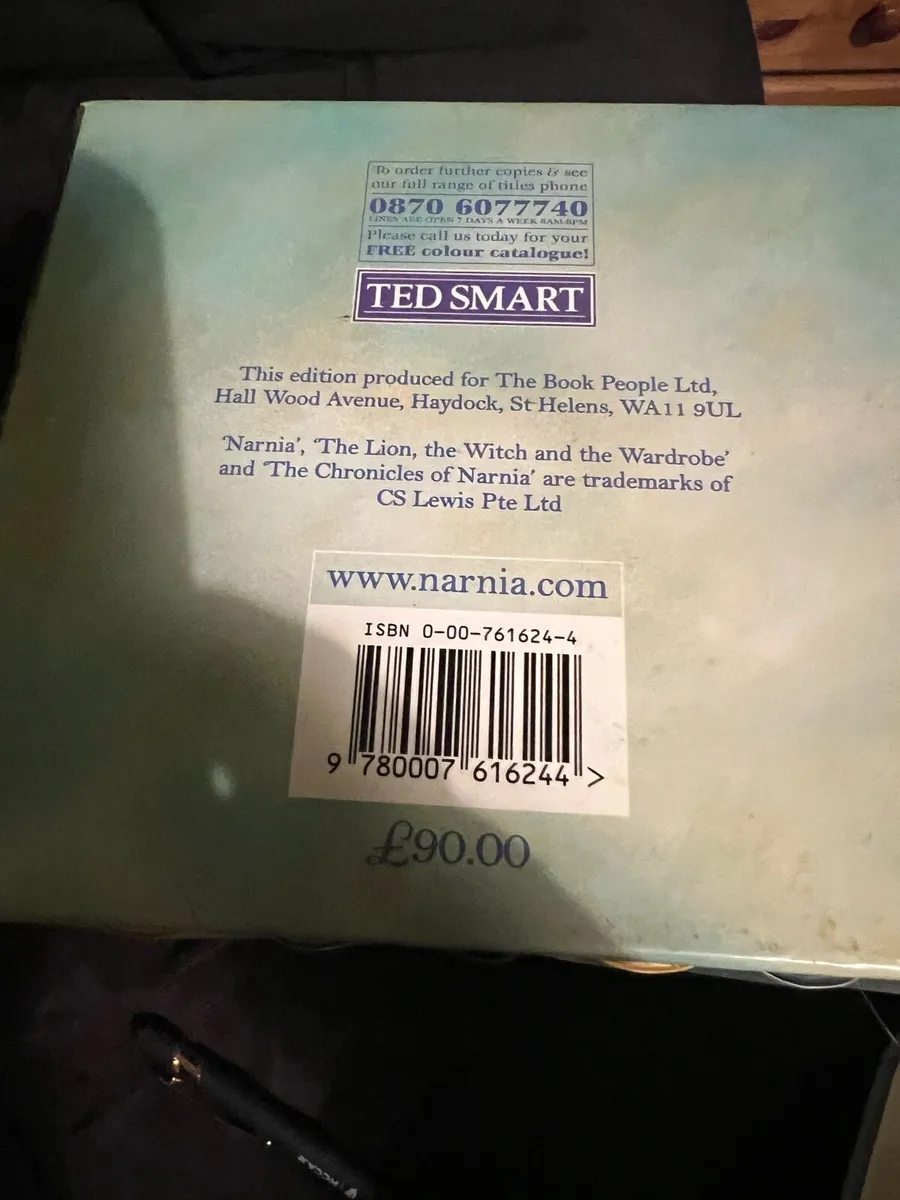 To order further copies & see
our full range of titles phone
0870 6077740
LINES ARE OPEN 7 DAYS A WEEK 8AM-8PM
Please call us today for your
FREE colour catalogue!
TED SMART
This edition produced for The Book People Ltd,
Hall Wood Avenue, Haydock, St Helens, WA11 9UL
'Narnia', 'The Lion, the Witch and the Wardrobe'
and 'The Chronicles of Narnia' are trademarks of
CS Lewis Pte Ltd
www.narnia.com
ISBN 0-00-761624-4
9 780007 616244 >
£90.00